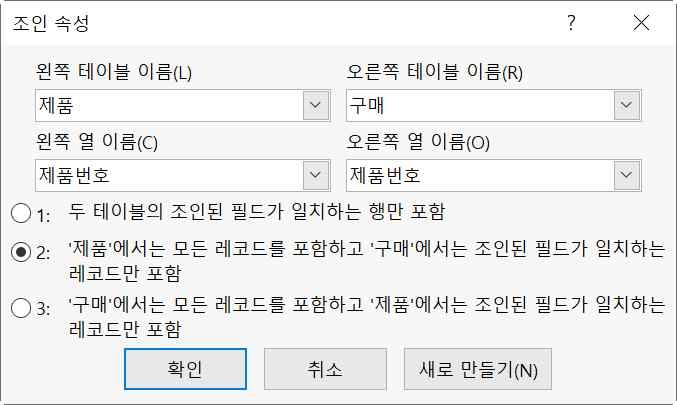 조인 속성 ?
왼쪽 테이블 이름(L) 오른쪽 테이블 이름(R)
제품 구매
왼쪽 열 이름(C) 오른쪽 열 이름(O)
제품번호 제품번호
1: 두 테이블의 조인된 필드가 일치하는 행만 포함
2: '제품'에서는 모든 레코드를 포함하고 '구매'에서는 조인된 필드가 일치하는
레코드만 포함
3: '구매'에서는 모든 레코드를 포함하고 '제품'에서는 조인된 필드가 일치하는
레코드만 포함
확인 취소 새로 만들기(N)